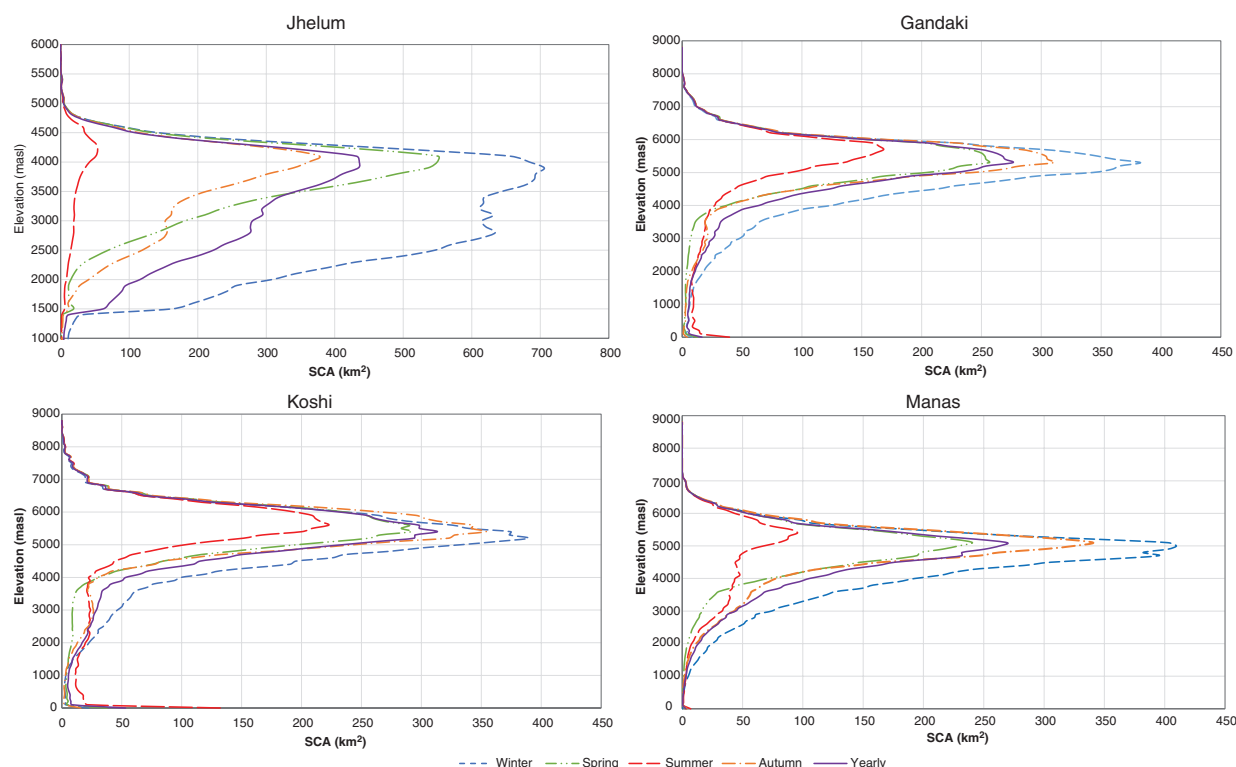 Jhelum
6000
5500
5000
4500
4000
3500
3000
2500
2000
1500
1000
Elevation (masl)
0 100 200 300 400 500 600 700 800
SCA (km²)
Gandaki
9000
8000
7000
6000
5000
4000
3000
2000
1000
0
Elevation (masl)
0 50 100 150 200 250 300 350 400 450
SCA (km²)
Koshi
9000
8000
7000
6000
5000
4000
3000
2000
1000
0
Elevation (masl)
0 50 100 150 200 250 300 350 400 450
SCA (km²)
Manas
9000
8000
7000
6000
5000
4000
3000
2000
1000
0
Elevation (masl)
0 50 100 150 200 250 300 350 400 450
SCA (km²)
Winter Spring Summer Autumn Yearly